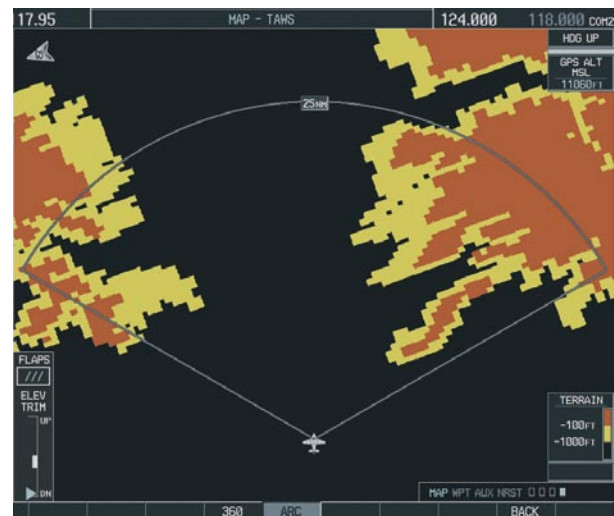 17.95 MAP – TAWS 124.000 118.000 COM2
HDG UP
GPS ALT
MSL
11060FT
N
25NM
FLAPS
///
ELEV
TRIM
UP
DN
TERRAIN
-100FT
-1000FT
MAP WPT AUX NRST
360 ARC BACK